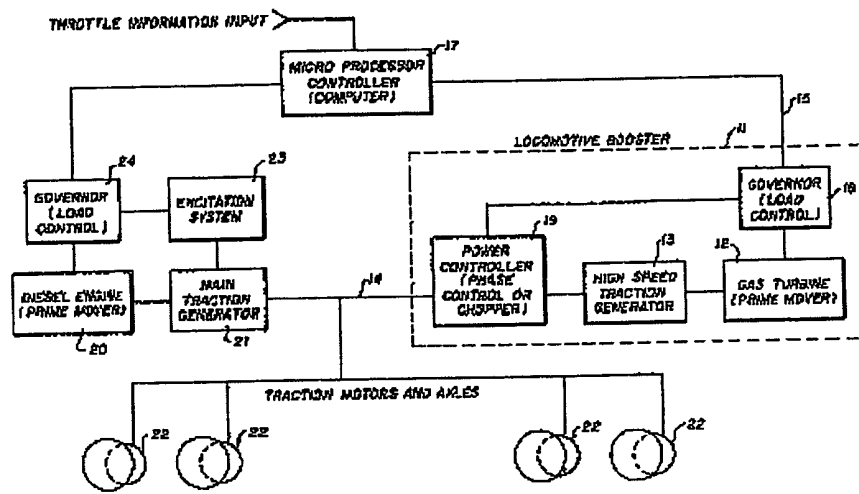 THROTTLE INFORMATION INPUT
17
MICRO PROCESSOR
CONTROLLER
(COMPUTER)
15
LOCOMOTIVE BOOSTER
11
24
GOVERNOR
(LOAD
CONTROL)
23
EXCITATION
SYSTEM
GOVERNOR
(LOAD
CONTROL)
18
19
POWER
CONTROLLER
(PHASE
CONTROL OR
CHOPPER)
13
HIGH SPEED
TRACTION
GENERATOR
12
GAS TURBINE
(PRIME MOVER)
DIESEL ENGINE
(PRIME MOVER)
20
MAIN
TRACTION
GENERATOR
21
14
TRACTION MOTORS AND AXLES
22
22
22
22